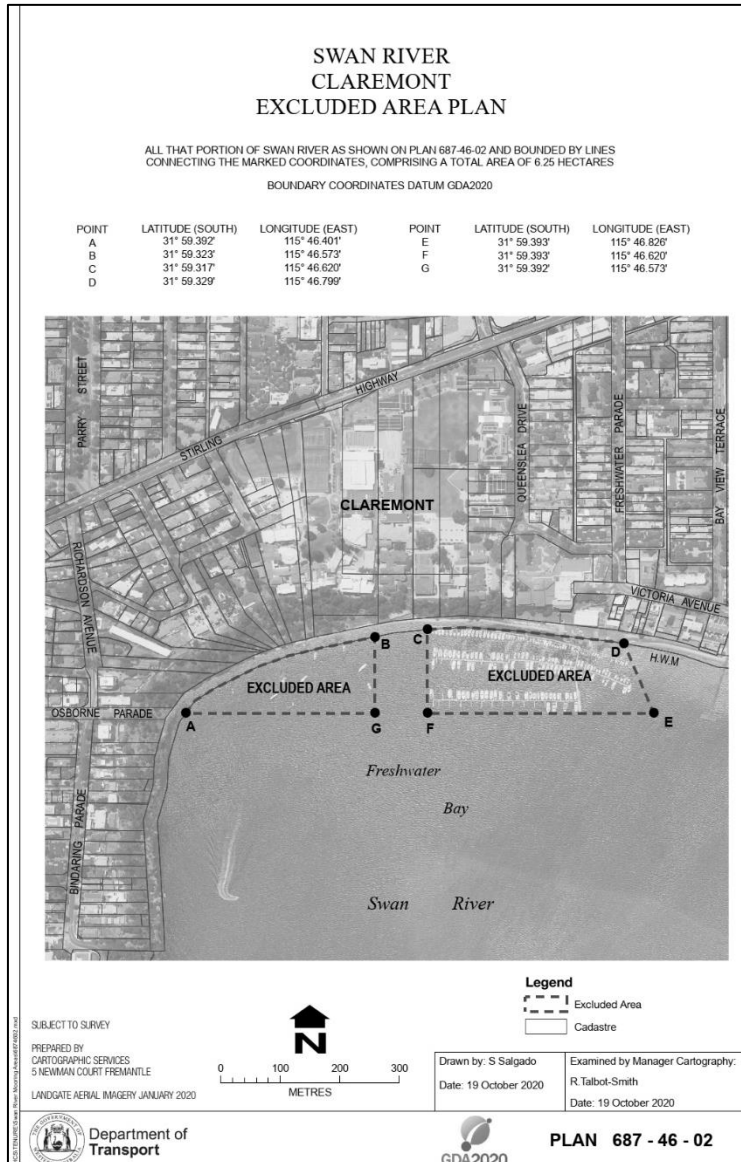 SWAN RIVER
CLAREMONT
EXCLUDED AREA PLAN
ALL THAT PORTION OF SWAN RIVER AS SHOWN ON PLAN 687-46-02 AND BOUNDED BY LINES
CONNECTING THE MARKED COORDINATES, COMPRISING A TOTAL AREA OF 6.25 HECTARES
BOUNDARY COORDINATES DATUM GDA2020
POINT LATITUDE (SOUTH) LONGITUDE (EAST) POINT LATITUDE (SOUTH) LONGITUDE (EAST)
A 31° 59.392' 115° 46.401' E 31° 59.393' 115° 46.826'
B 31° 59.323' 115° 46.573' F 31° 59.393' 115° 46.620'
C 31° 59.317' 115° 46.620' G 31° 59.392' 115° 46.573'
D 31° 59.329' 115° 46.799'
PARRY STREET
STIRLING HIGHWAY
CLAREMONT
QUEENSLEA DRIVE
FRESHWATER PARADE
BAY VIEW TERRACE
RICHARDSON AVENUE
VICTORIA AVENUE
B
C
D
H.W.M
EXCLUDED AREA
EXCLUDED AREA
OSBORNE PARADE
A
G
F
E
Freshwater
Bay
BINDARING PARADE
Swan River
Legend
Excluded Area
Cadastre
SUBJECT TO SURVEY
PREPARED BY
CARTOGRAPHIC SERVICES
5 NEWMAN COURT FREMANTLE
LANDGATE AERIAL IMAGERY JANUARY 2020
N
0 100 200 300
METRES
Drawn by: S Salgado
Date: 19 October 2020
Examined by Manager Cartography:
R.Talbot-Smith
Date: 19 October 2020
Department of
Transport
GDA2020
PLAN 687 - 46 - 02